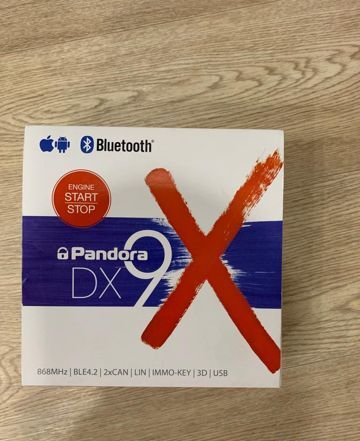 Bluetooth®
ENGINE
START
STOP
Pandora
DX 9X
868MHz | BLE4.2 | 2xCAN | LIN | IMMO-KEY | 3D | USB